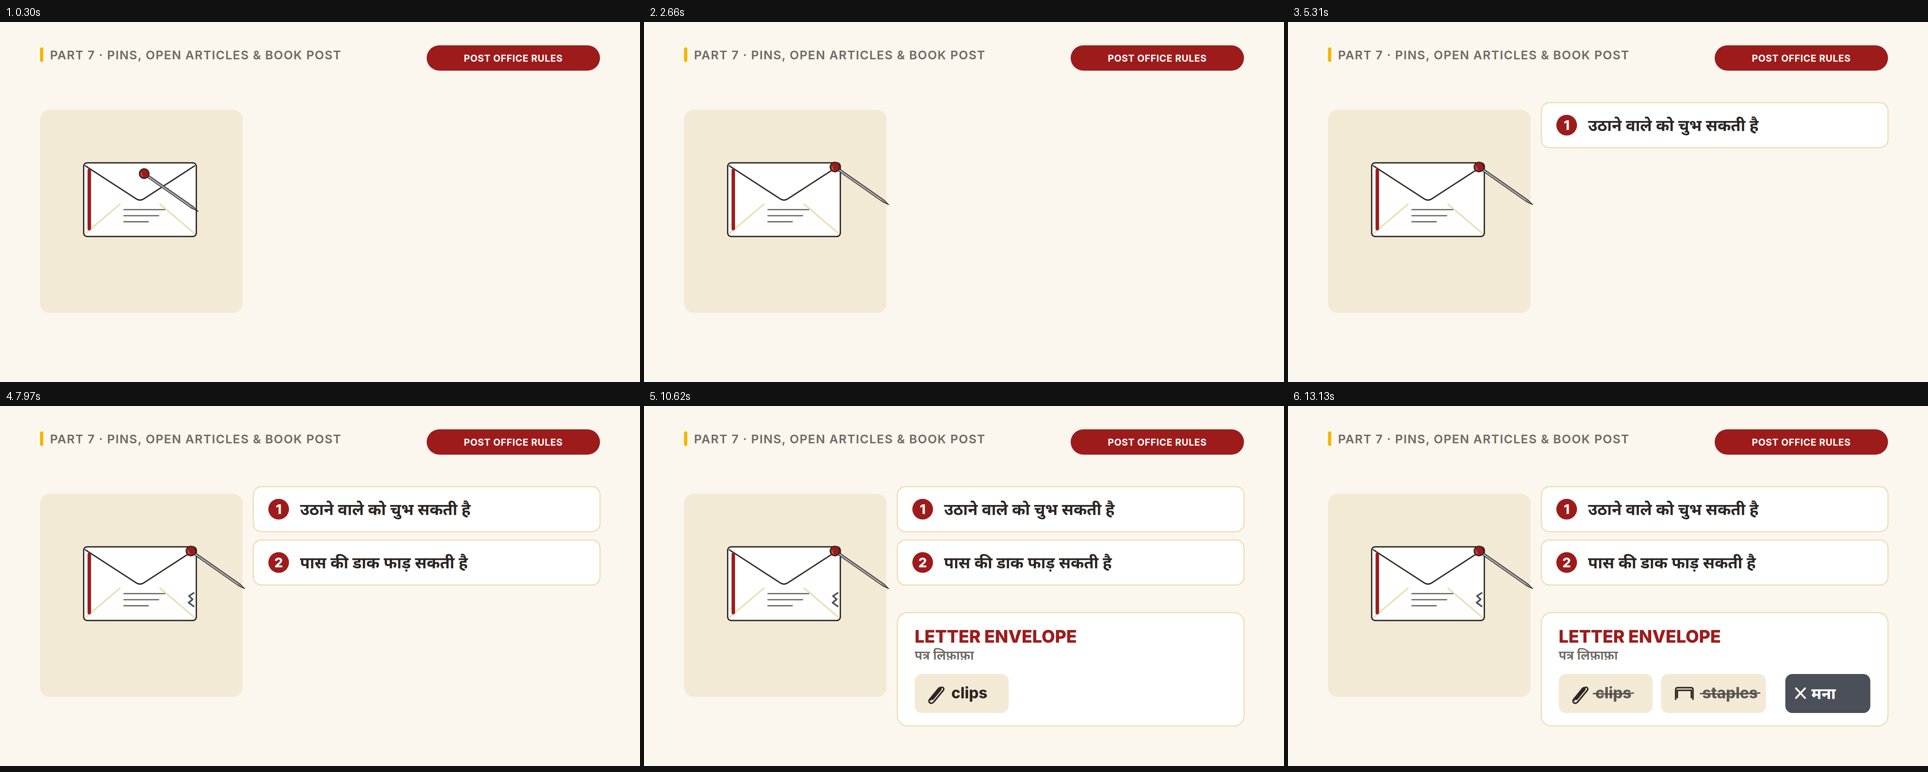 1. 0.30s
PART 7 · PINS, OPEN ARTICLES & BOOK POST
POST OFFICE RULES
2. 2.66s
PART 7 · PINS, OPEN ARTICLES & BOOK POST
POST OFFICE RULES
3. 5.31s
PART 7 · PINS, OPEN ARTICLES & BOOK POST
POST OFFICE RULES
1 उठाने वाले को चुभ सकती है
4. 7.97s
PART 7 · PINS, OPEN ARTICLES & BOOK POST
POST OFFICE RULES
1 उठाने वाले को चुभ सकती है
2 पास की डाक फाड़ सकती है
5. 10.62s
PART 7 · PINS, OPEN ARTICLES & BOOK POST
POST OFFICE RULES
1 उठाने वाले को चुभ सकती है
2 पास की डाक फाड़ सकती है
LETTER ENVELOPE
पत्र लिफ़ाफ़ा
clips
6. 13.13s
PART 7 · PINS, OPEN ARTICLES & BOOK POST
POST OFFICE RULES
1 उठाने वाले को चुभ सकती है
2 पास की डाक फाड़ सकती है
LETTER ENVELOPE
पत्र लिफ़ाफ़ा
clips staples × मना